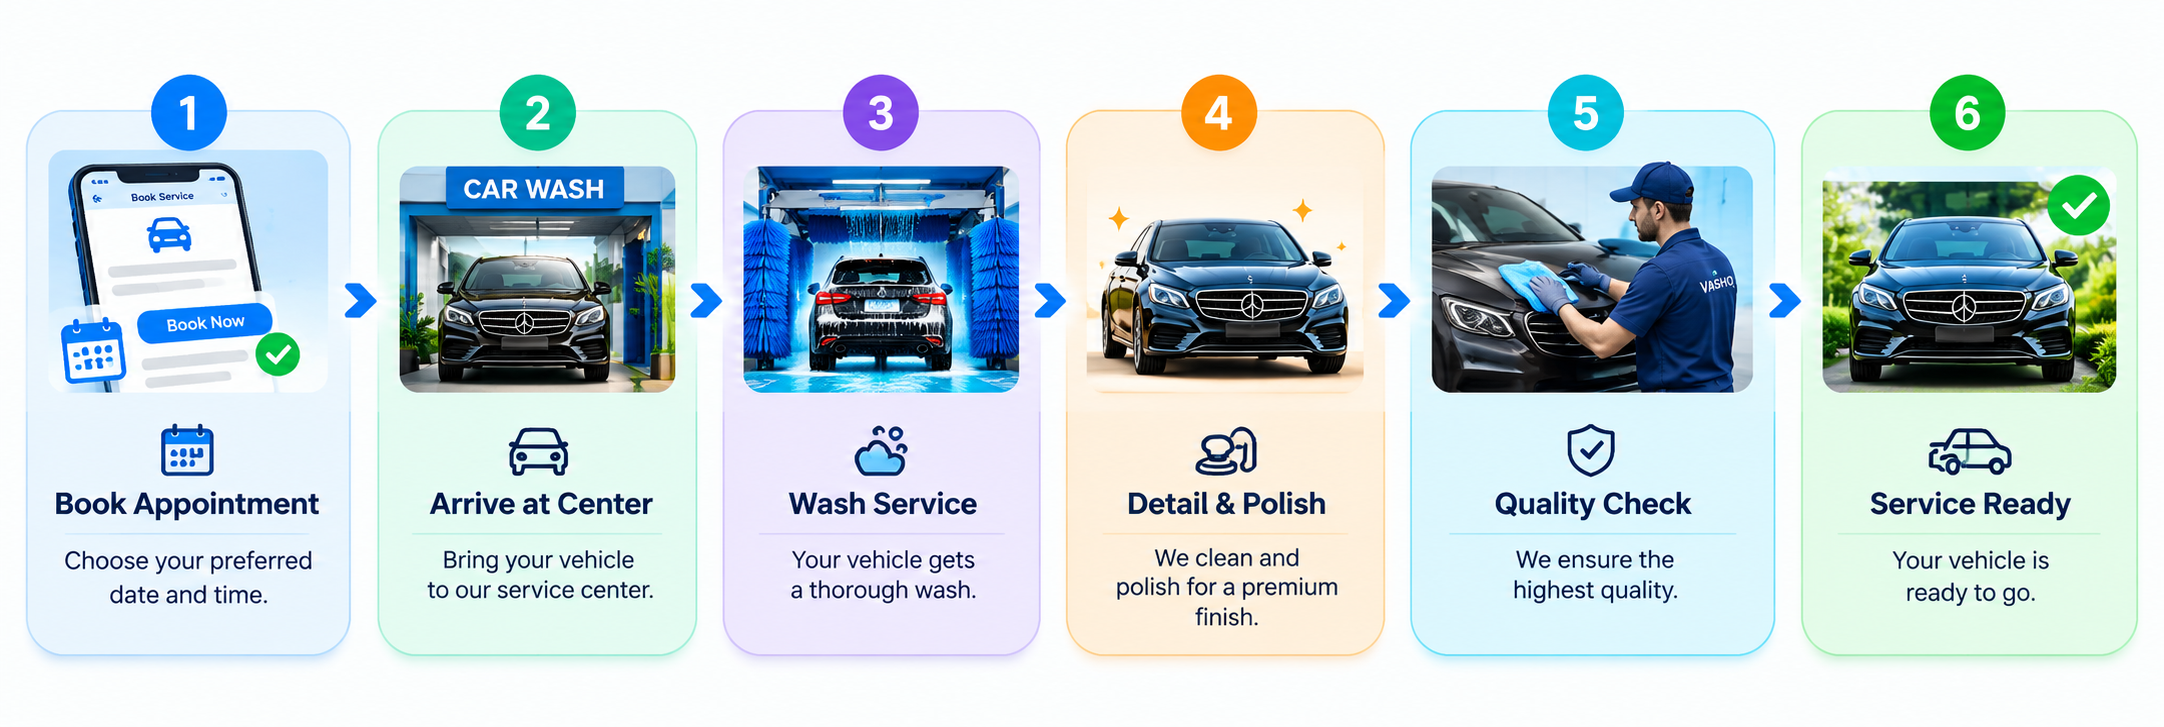 1
2
3
4
5
6
Book Service
Book Now
CAR WASH
VASHO
Book Appointment
Choose your preferred
date and time.
Arrive at Center
Bring your vehicle
to our service center.
Wash Service
Your vehicle gets
a thorough wash.
Detail & Polish
We clean and
polish for a premium
finish.
Quality Check
We ensure the
highest quality.
Service Ready
Your vehicle is
ready to go.